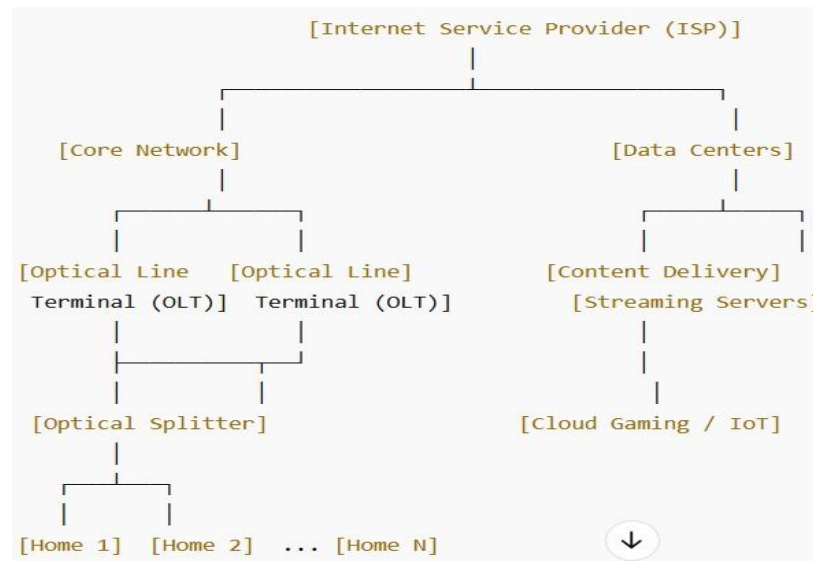 [Internet Service Provider (ISP)]
[Core Network] [Data Centers]
[Optical Line [Optical Line] [Content Delivery]
Terminal (OLT)] Terminal (OLT)] [Streaming Servers]
[Optical Splitter] [Cloud Gaming / IoT]
[Home 1] [Home 2] ... [Home N]